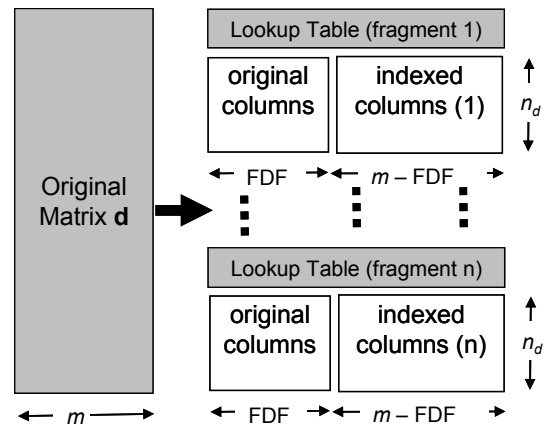 Lookup Table (fragment 1)
original columns
indexed columns (1)
n_d
FDF
m – FDF
Original Matrix d
Lookup Table (fragment n)
original columns
indexed columns (n)
n_d
m
FDF
m – FDF